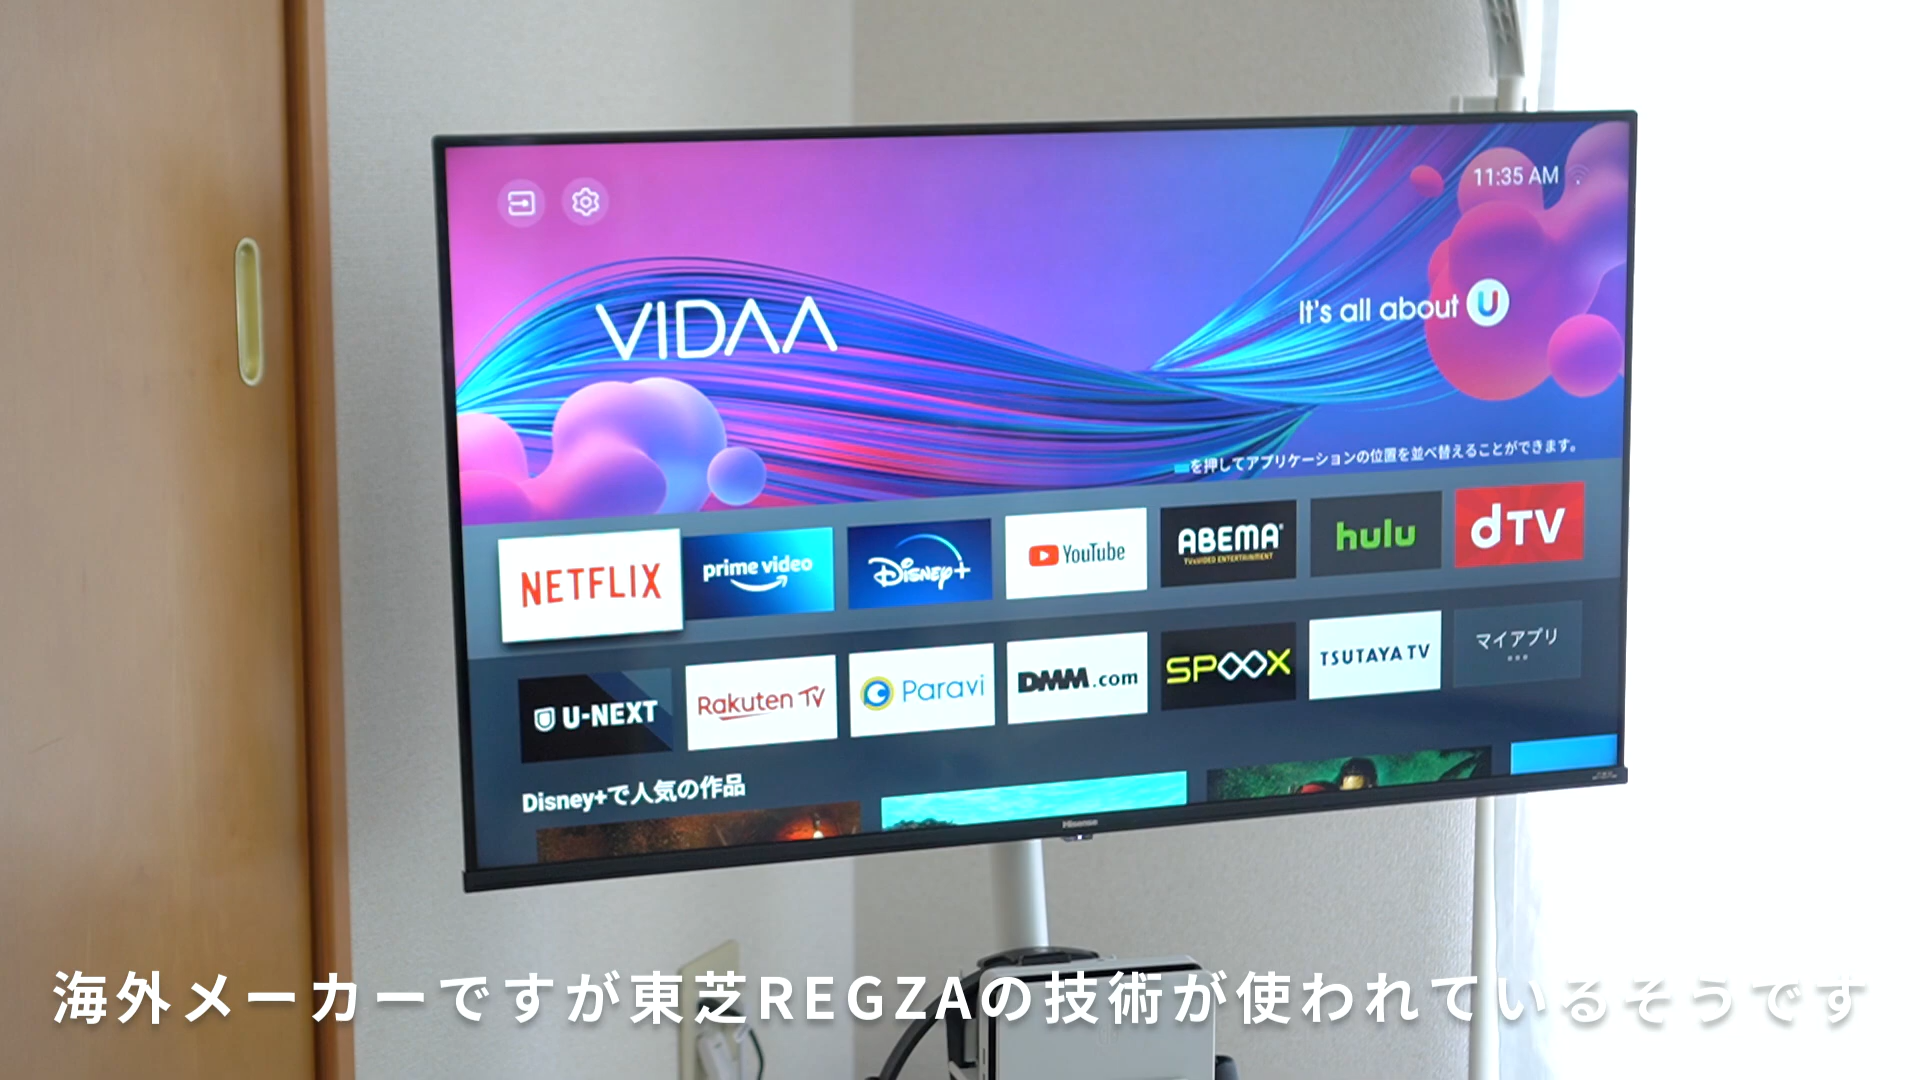 11:35 AM
VIDAA
It's all about U
を押してアプリケーションの位置を並べ替えることができます。
NETFLIX
prime video
Disney+
YouTube
ABEMA
TV&VIDEO ENTERTAINMENT
hulu
dTV
U-NEXT
Rakuten TV
Paravi
DMM.com
SPOOX
TSUTAYA TV
マイアプリ
Disney+で人気の作品
Hisense
海外メーカーですが東芝REGZAの技術が使われているそうです